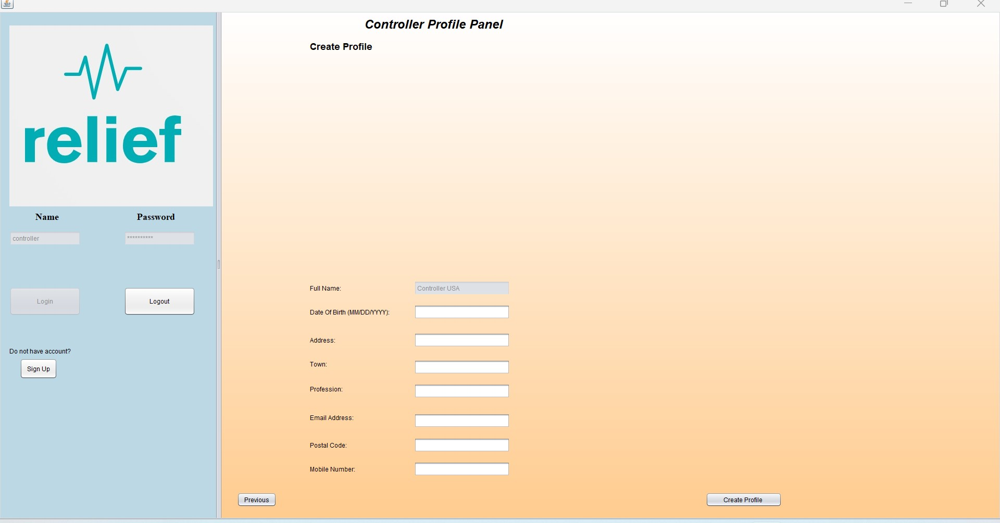 relief
Name Password
controller **********
Login Logout
Do not have account?
Sign Up
Controller Profile Panel
Create Profile
Full Name: Controller USA
Date Of Birth (MM/DD/YYYY):
Address:
Town:
Profession:
Email Address:
Postal Code:
Mobile Number:
Previous Create Profile